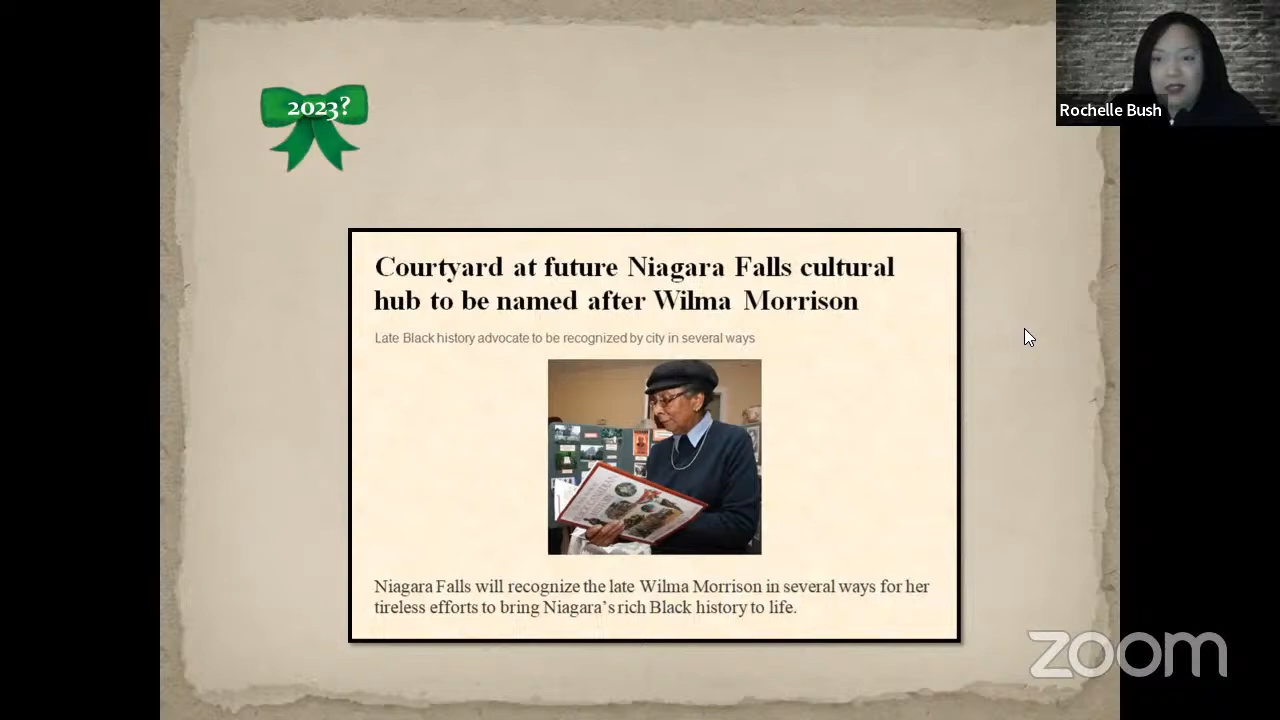 2023?
Rochelle Bush
Courtyard at future Niagara Falls cultural
hub to be named after Wilma Morrison
Late Black history advocate to be recognized by city in several ways
Niagara Falls will recognize the late Wilma Morrison in several ways for her
tireless efforts to bring Niagara's rich Black history to life.
zoom